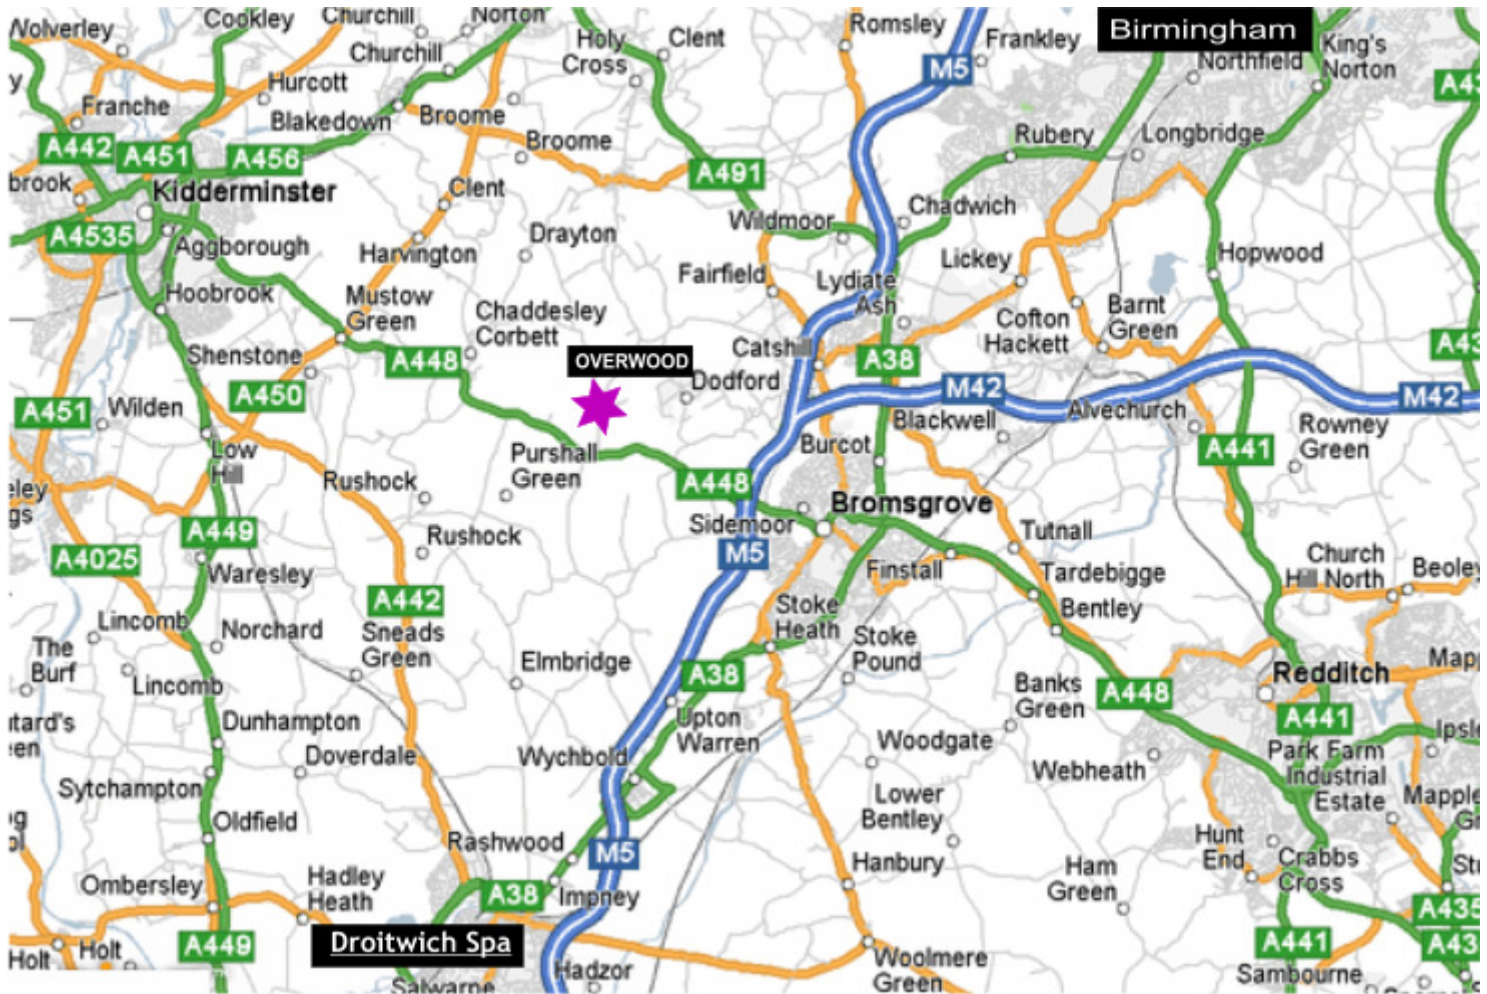 Wolverley
Cookley
Churchill
Norton
Romsley
Frankley
Birmingham
King's
Norton
Northfield
Holy
Cross
Clent
Churchill
M5
Hurcott
Franche
Blakedown
Broome
Broome
Rubery
Longbridge
A442
A451
A456
A491
brook
Kidderminster
Clent
Chadwich
Wildmoor
A4535
Aggborough
Harvington
Drayton
Lickey
Hopwood
Hoobrook
Mustow
Green
Fairfield
Lydiate
Ash
Chaddesley
Corbett
Cofton
Hackett
Barnt
Green
Shenstone
A448
OVERWOOD
Catshill
A38
Dodford
M42
M42
A450
A451
Wilden
Blackwell
Alvechurch
Rowney
Green
Low
Hill
Purshall
Green
Burcot
A441
Rushock
A448
Bromsgrove
Sidemoor
A449
Rushock
M5
Tutnall
A4025
Waresley
Finstall
Church
Hill North
Beoley
Tardebigge
A442
Stoke
Heath
Bentley
Lincomb
Norchard
Sneads
Green
Stoke
Pound
The
Burf
Elmbridge
A38
Redditch
Lincomb
Banks
Green
A448
Dunhampton
Upton
Warren
A441
Doverdale
Wychbold
Woodgate
Webheath
Park Farm
Industrial
Estate
Sytchampton
Lower
Bentley
Oldfield
Rashwood
M5
Hunt
End
Hanbury
Crabbs
Cross
Ombersley
Hadley
Heath
A38
Impney
Ham
Green
A435
A449
Droitwich Spa
A441
Holt
Holt
Hadzor
Woolmere
Green
Sambourne
Salwarpe